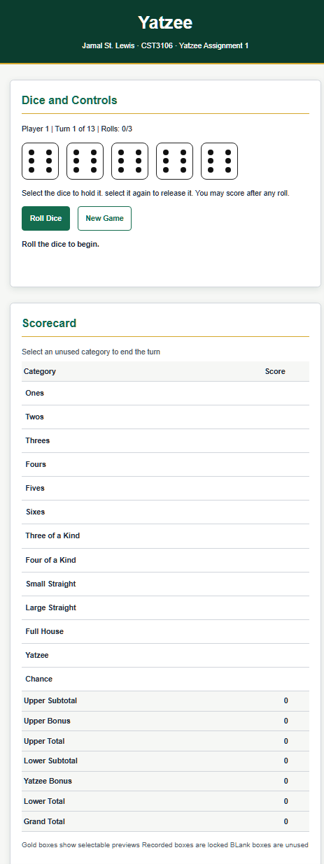 Yatzee
Jamal St. Lewis · CST3106 · Yatzee Assignment 1
Dice and Controls
Player 1 | Turn 1 of 13 | Rolls: 0/3
Select the dice to hold it. select it again to release it. You may score after any roll.
Roll Dice New Game
Roll the dice to begin.
Scorecard
Select an unused category to end the turn
Category Score
Ones
Twos
Threes
Fours
Fives
Sixes
Three of a Kind
Four of a Kind
Small Straight
Large Straight
Full House
Yatzee
Chance
Upper Subtotal 0
Upper Bonus 0
Upper Total 0
Lower Subtotal 0
Yatzee Bonus 0
Lower Total 0
Grand Total 0
Gold boxes show selectable previews Recorded boxes are locked BLank boxes are unused